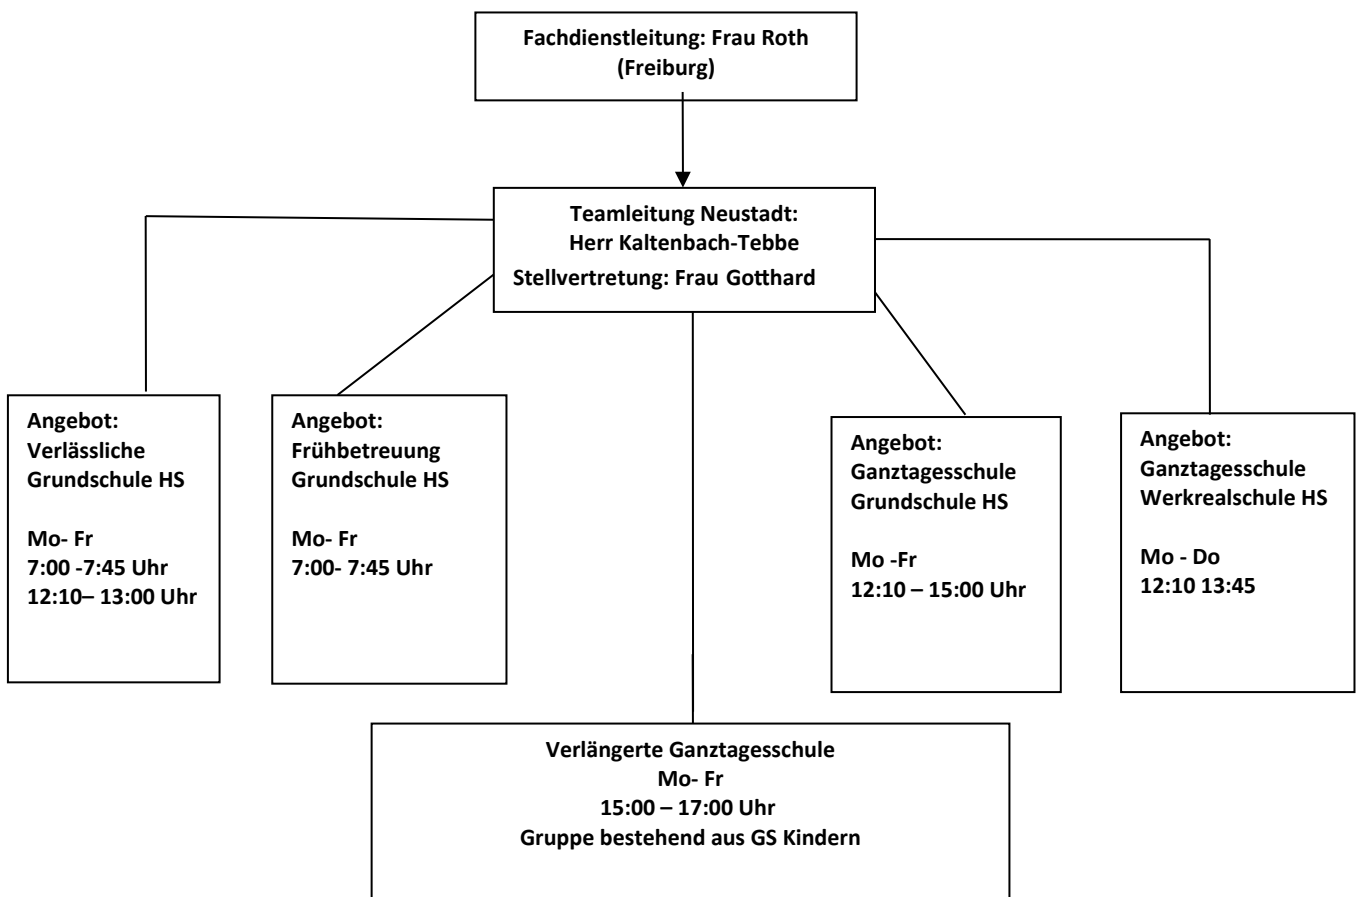 Fachdienstleitung: Frau Roth
(Freiburg)
Teamleitung Neustadt:
Herr Kaltenbach-Tebbe
Stellvertretung: Frau Gotthard
Angebot:
Verlässliche
Grundschule HS
Mo- Fr
7:00 -7:45 Uhr
12:10– 13:00 Uhr
Angebot:
Frühbetreuung
Grundschule HS
Mo- Fr
7:00- 7:45 Uhr
Angebot:
Ganztagesschule
Grundschule HS
Mo -Fr
12:10 – 15:00 Uhr
Angebot:
Ganztagesschule
Werkrealschule HS
Mo - Do
12:10 13:45
Verlängerte Ganztagesschule
Mo- Fr
15:00 – 17:00 Uhr
Gruppe bestehend aus GS Kindern